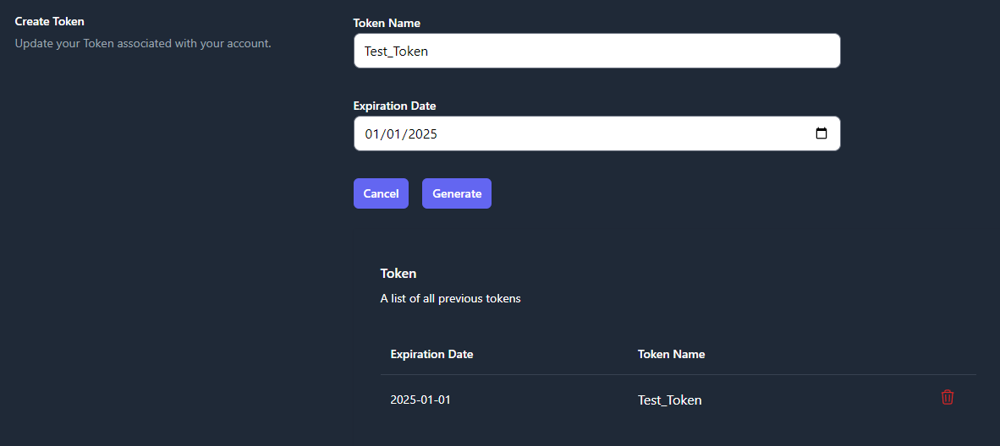 Create Token
Update your Token associated with your account.
Token Name
Test_Token
Expiration Date
01/01/2025
Cancel Generate
Token
A list of all previous tokens
Expiration Date Token Name
2025-01-01 Test_Token